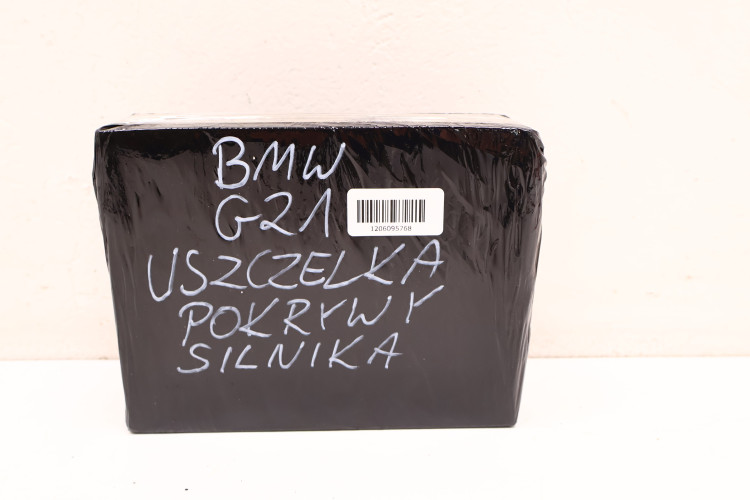 BMW
G21
1206095768
USZCZELKA
POKRYWY
SILNIKA